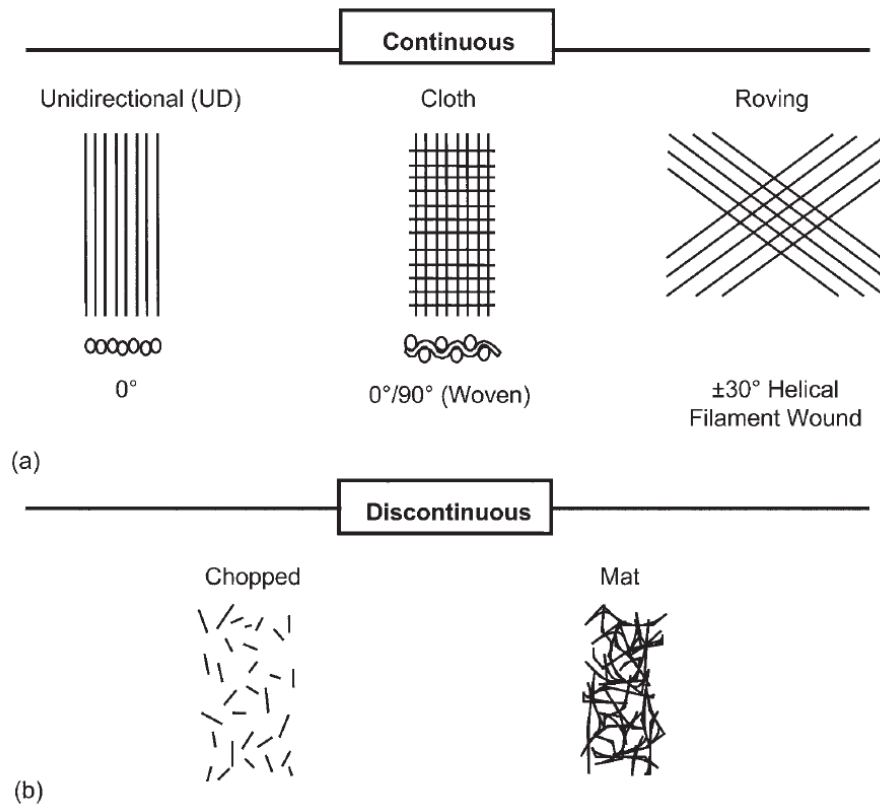 Continuous
Unidirectional (UD)
Cloth
Roving
0°
0°/90° (Woven)
±30° Helical
Filament Wound
(a)
Discontinuous
Chopped
Mat
(b)